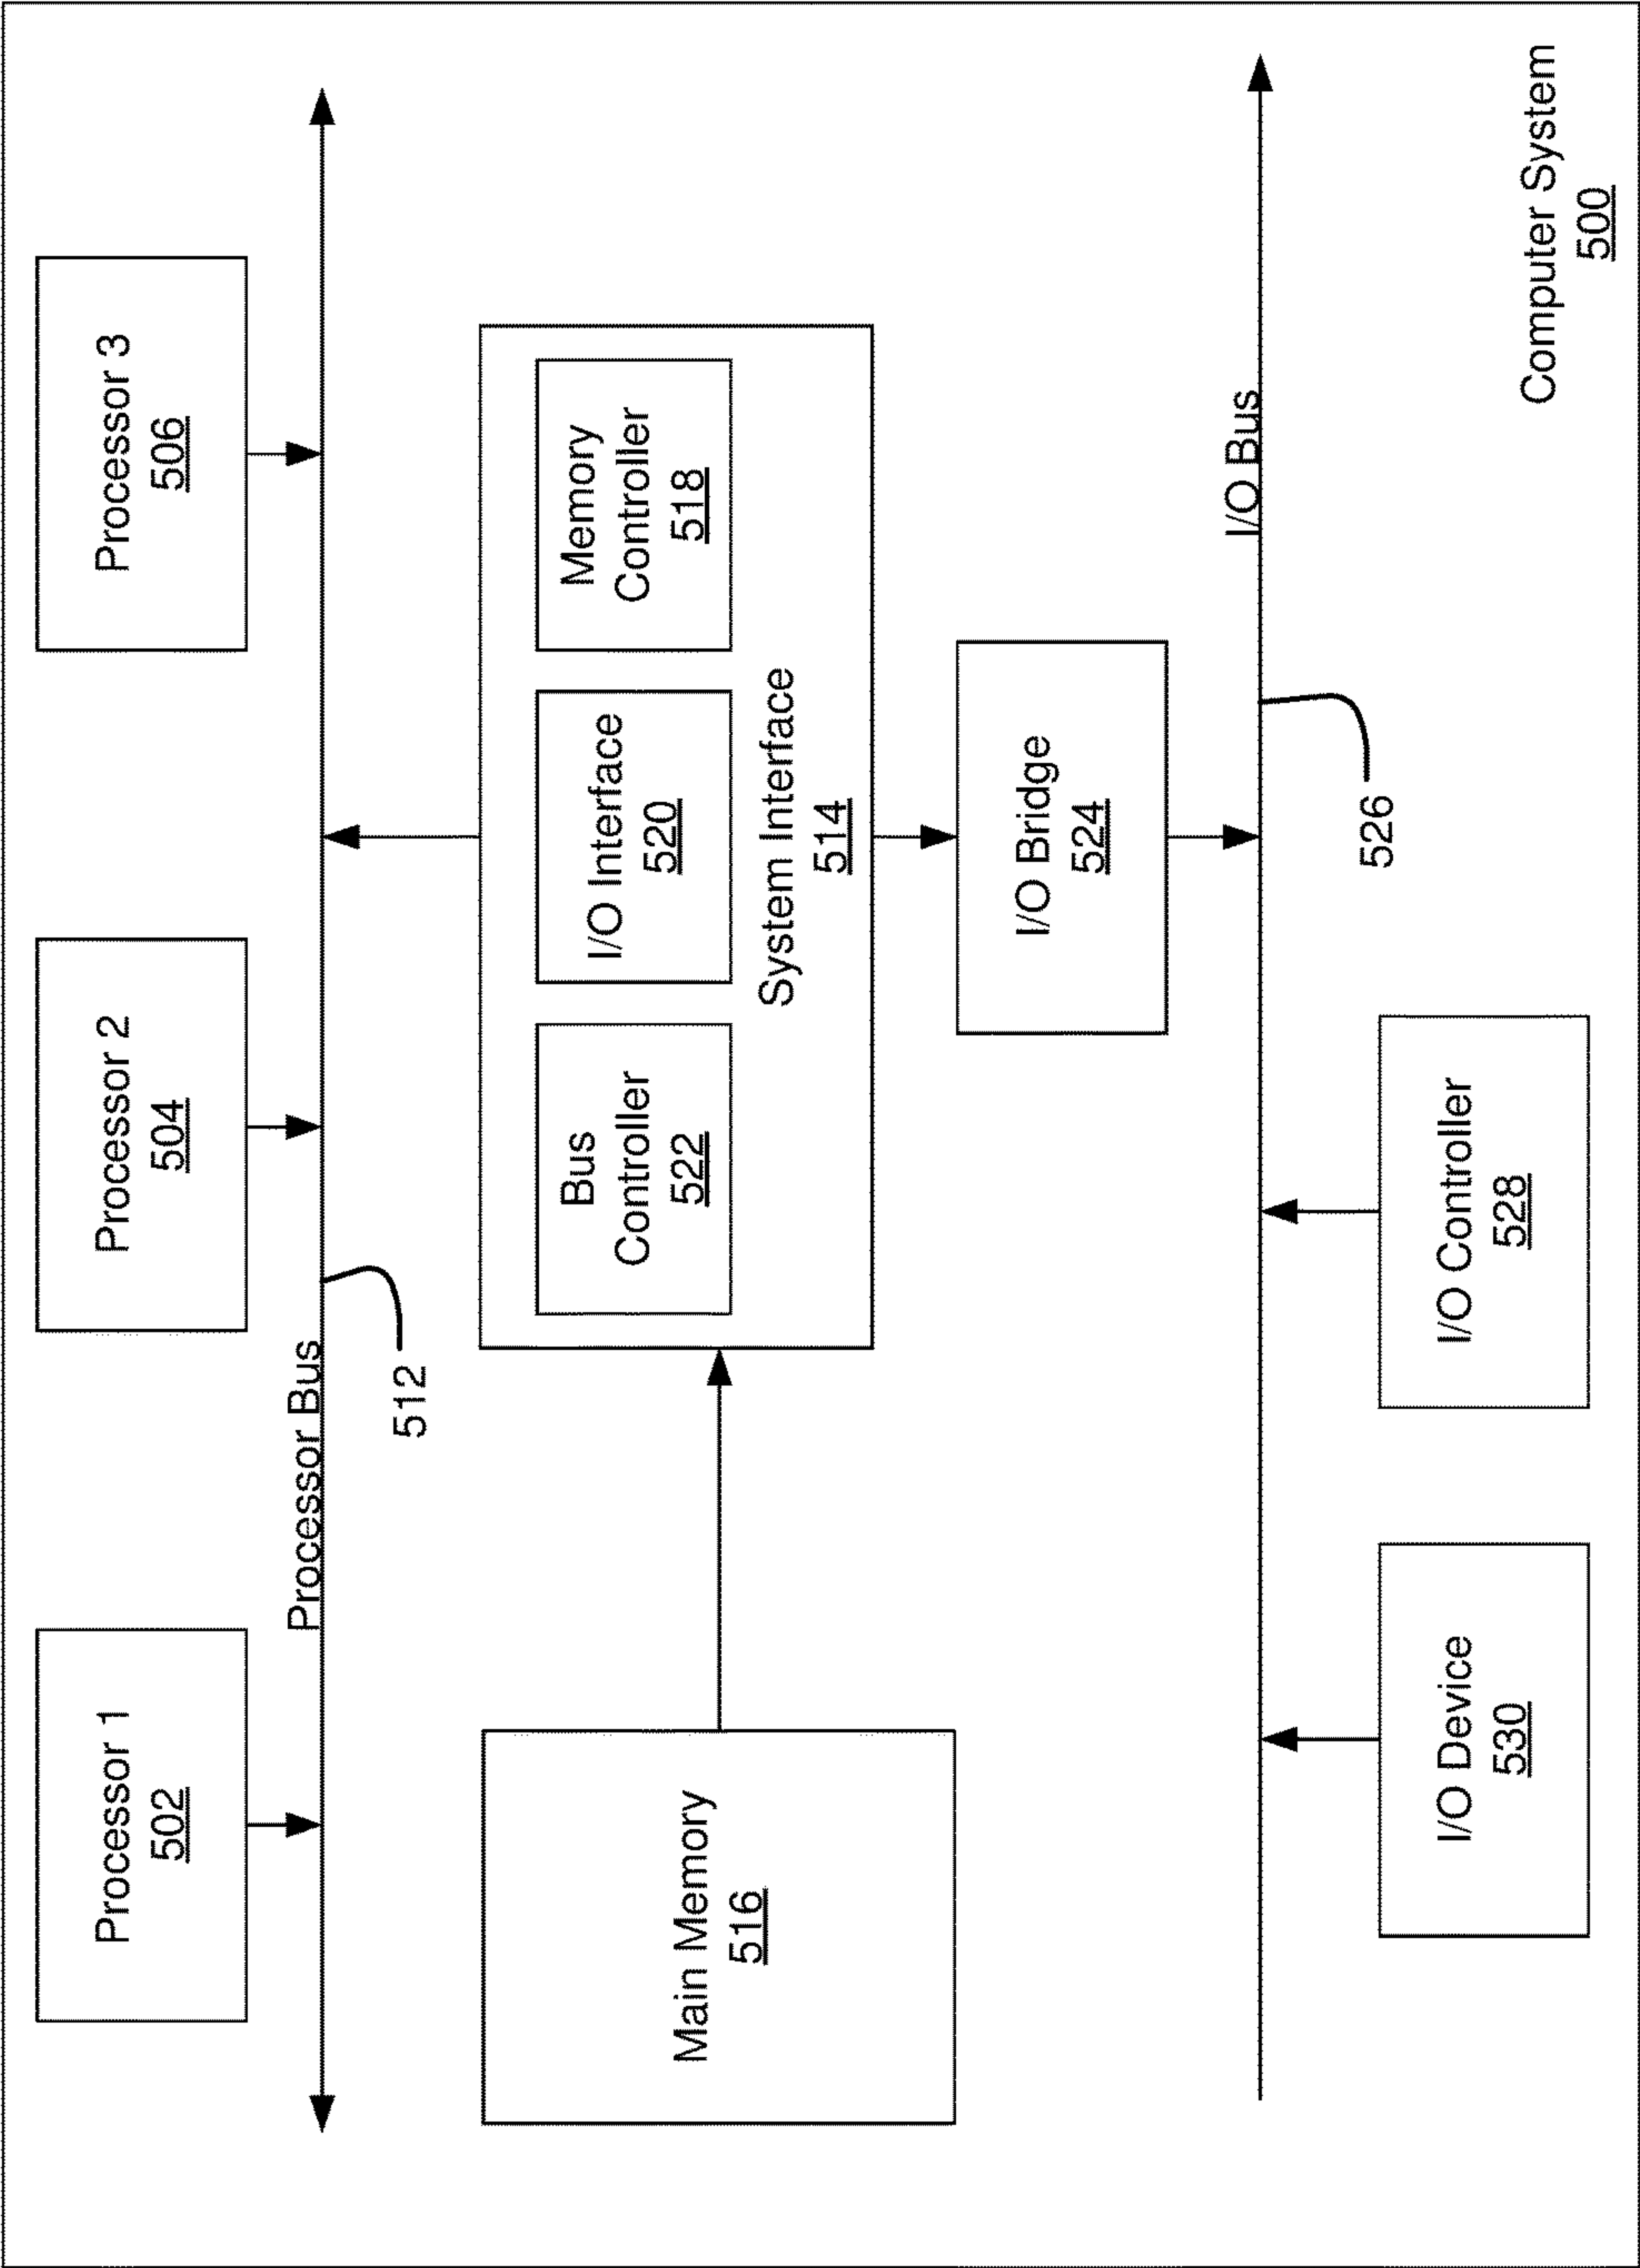 Processor 1
502
Processor 2
504
Processor 3
506
Processor Bus
512
Main Memory
516
Bus
Controller
522
I/O Interface
520
Memory
Controller
518
System Interface
514
I/O Bridge
524
I/O Bus
526
I/O Device
530
I/O Controller
528
Computer System
500